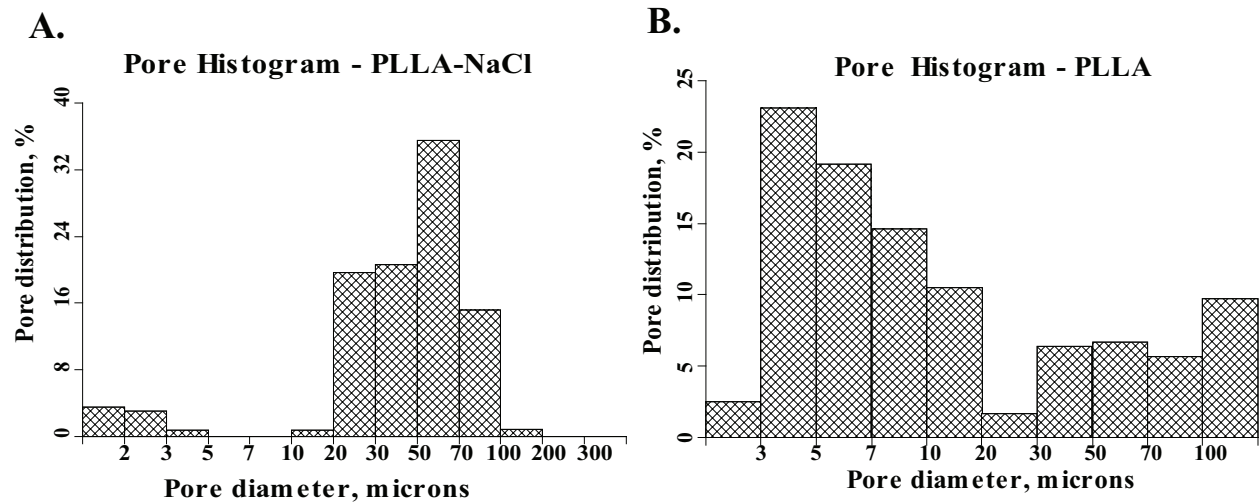 A.
Pore Histogram - PLLA-NaCl
Pore distribution, %
40
32
24
16
8
0
2 3 5 7 10 20 30 50 70 100 200 300
Pore diameter, microns
B.
Pore Histogram - PLLA
Pore distribution, %
25
20
15
10
5
0
3 5 7 10 20 30 50 70 100
Pore diameter, microns